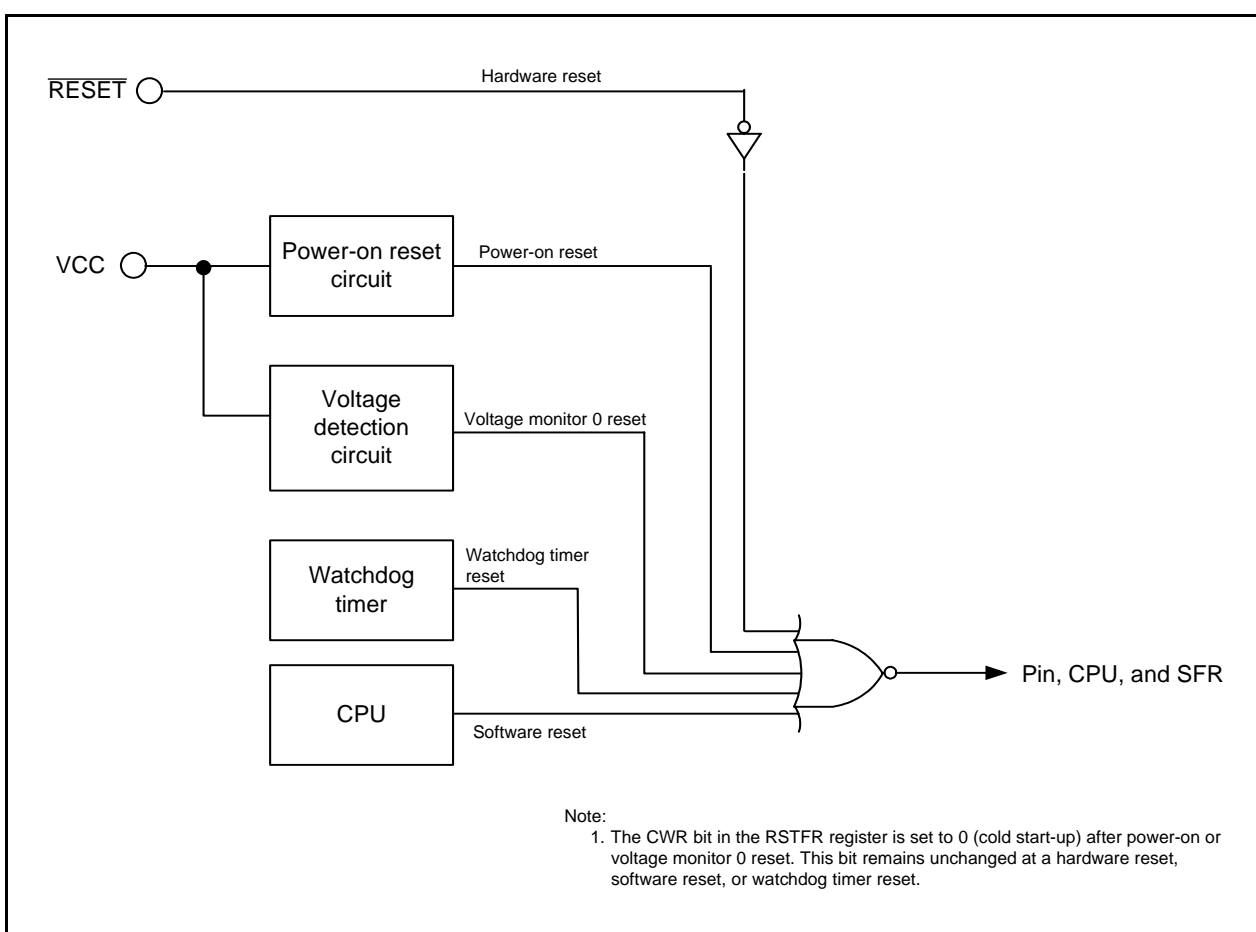 RESET
Hardware reset
VCC
Power-on reset
circuit
Power-on reset
Voltage
detection
circuit
Voltage monitor 0 reset
Watchdog
timer
Watchdog timer
reset
CPU
Software reset
Pin, CPU, and SFR
Note:
1. The CWR bit in the RSTFR register is set to 0 (cold start-up) after power-on or
voltage monitor 0 reset. This bit remains unchanged at a hardware reset,
software reset, or watchdog timer reset.